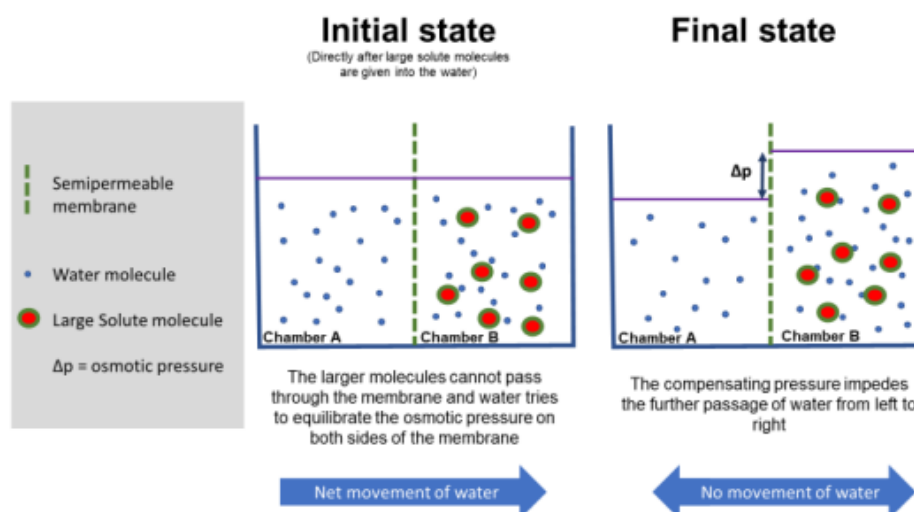 Initial state
(Directly after large solute molecules
are given into the water)
Final state
Semipermeable
membrane
Water molecule
Large Solute molecule
Δp = osmotic pressure
Chamber A
Chamber B
Δp
Chamber A
Chamber B
The larger molecules cannot pass
through the membrane and water tries
to equilibrate the osmotic pressure on
both sides of the membrane
The compensating pressure impedes
the further passage of water from left to
right
Net movement of water
No movement of water